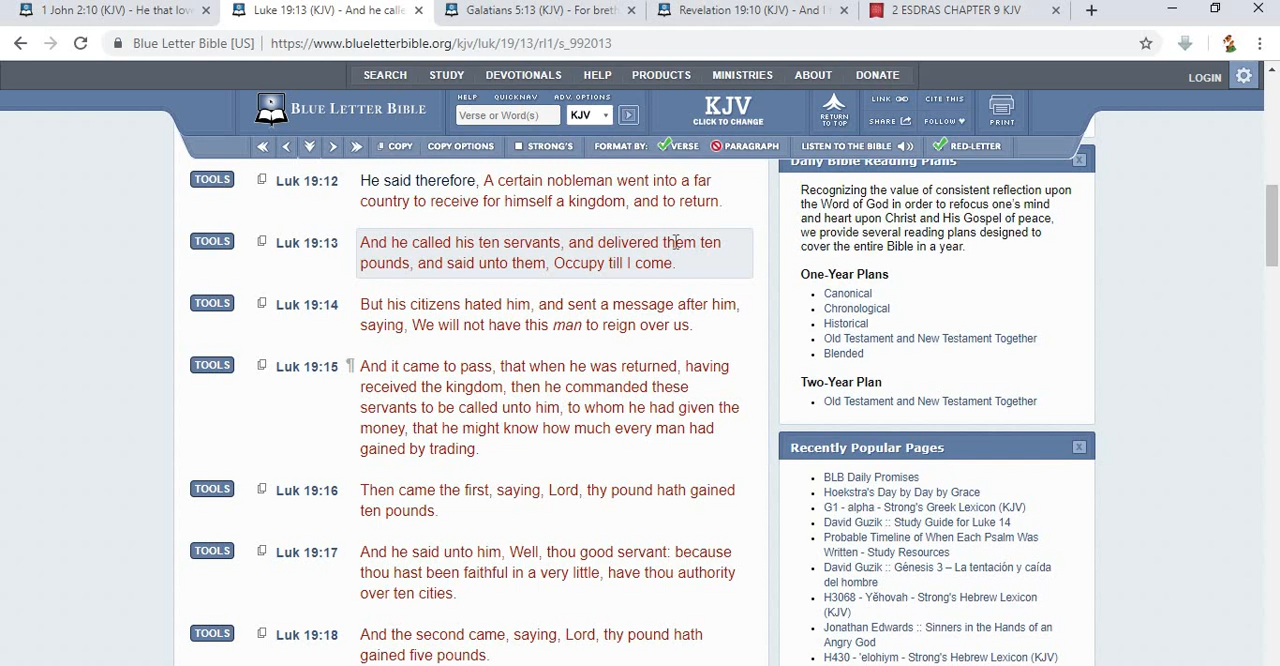 1 John 2:10 (KJV) - He that lov
Luke 19:13 (KJV) - And he calle
Galatians 5:13 (KJV) - For breth
Revelation 19:10 (KJV) - And I f
2 ESDRAS CHAPTER 9 KJV
Blue Letter Bible [US]
https://www.blueletterbible.org/kjv/luk/19/13/rl1/s_992013
SEARCH STUDY DEVOTIONALS HELP PRODUCTS MINISTRIES ABOUT DONATE
LOGIN
BLUE LETTER BIBLE
HELP QUICKNAV ADV. OPTIONS
Verse or Word(s) KJV
KJV
CLICK TO CHANGE
RETURN
TO TOP
LINK CITE THIS
SHARE FOLLOW
PRINT
COPY COPY OPTIONS STRONG'S FORMAT BY: VERSE PARAGRAPH LISTEN TO THE BIBLE RED-LETTER
TOOLS Luk 19:12 He said therefore, A certain nobleman went into a far
country to receive for himself a kingdom, and to return.
TOOLS Luk 19:13 And he called his ten servants, and delivered them ten
pounds, and said unto them, Occupy till I come.
TOOLS Luk 19:14 But his citizens hated him, and sent a message after him,
saying, We will not have this man to reign over us.
TOOLS Luk 19:15 ¶ And it came to pass, that when he was returned, having
received the kingdom, then he commanded these
servants to be called unto him, to whom he had given the
money, that he might know how much every man had
gained by trading.
TOOLS Luk 19:16 Then came the first, saying, Lord, thy pound hath gained
ten pounds.
TOOLS Luk 19:17 And he said unto him, Well, thou good servant: because
thou hast been faithful in a very little, have thou authority
over ten cities.
TOOLS Luk 19:18 And the second came, saying, Lord, thy pound hath
gained five pounds.
Daily Bible Reading Plans
Recognizing the value of consistent reflection upon
the Word of God in order to refocus one's mind
and heart upon Christ and His Gospel of peace,
we provide several reading plans designed to
cover the entire Bible in a year.
One-Year Plans
Canonical
Chronological
Historical
Old Testament and New Testament Together
Blended
Two-Year Plan
Old Testament and New Testament Together
Recently Popular Pages
BLB Daily Promises
Hoekstra's Day by Day by Grace
G1 - alpha - Strong's Greek Lexicon (KJV)
David Guzik :: Study Guide for Luke 14
Probable Timeline of When Each Psalm Was
Written - Study Resources
David Guzik :: Génesis 3 – La tentación y caída
del hombre
H3068 - Yĕhovah - Strong's Hebrew Lexicon
(KJV)
Jonathan Edwards :: Sinners in the Hands of an
Angry God
H430 - 'elohiym - Strong's Hebrew Lexicon (KJV)